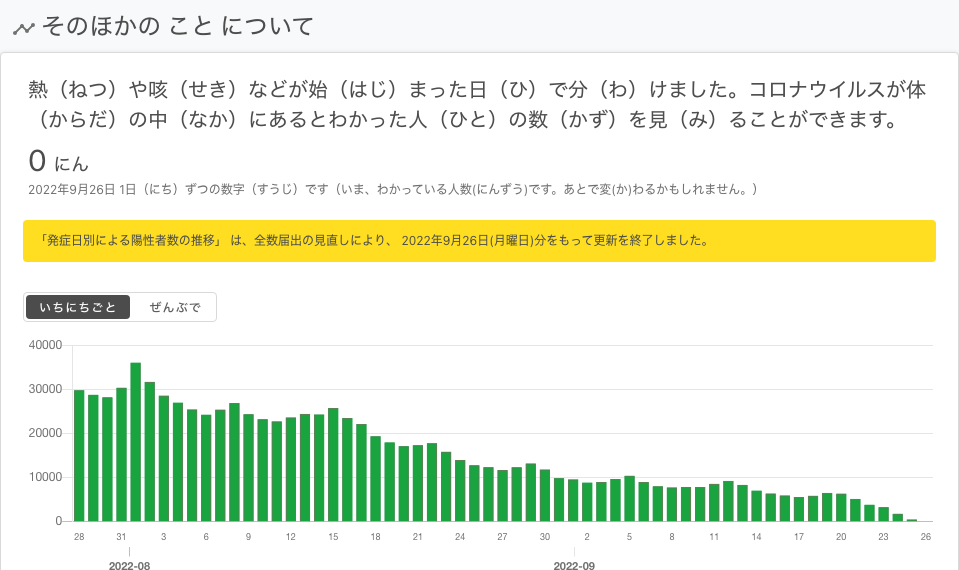 そのほかの こと について
熱（ねつ）や咳（せき）などが始（はじ）まった日（ひ）で分（わ）けました。コロナウイルスが体
（からだ）の中（なか）にあるとわかった人（ひと）の数（かず）を見（み）ることができます。
0 にん
2022年9月26日 1日（にち）ずつの数字（すうじ）です（いま、わかっている人数(にんずう)です。あとで変(か)わるかもしれません。）
「発症日別による陽性者数の推移」 は、全数届出の見直しにより、 2022年9月26日(月曜日)分をもって更新を終了しました。
いちにちごと ぜんぶで
40000
30000
20000
10000
0
28 31 3 6 9 12 15 18 21 24 27 30 2 5 8 11 14 17 20 23 26
2022-08 2022-09